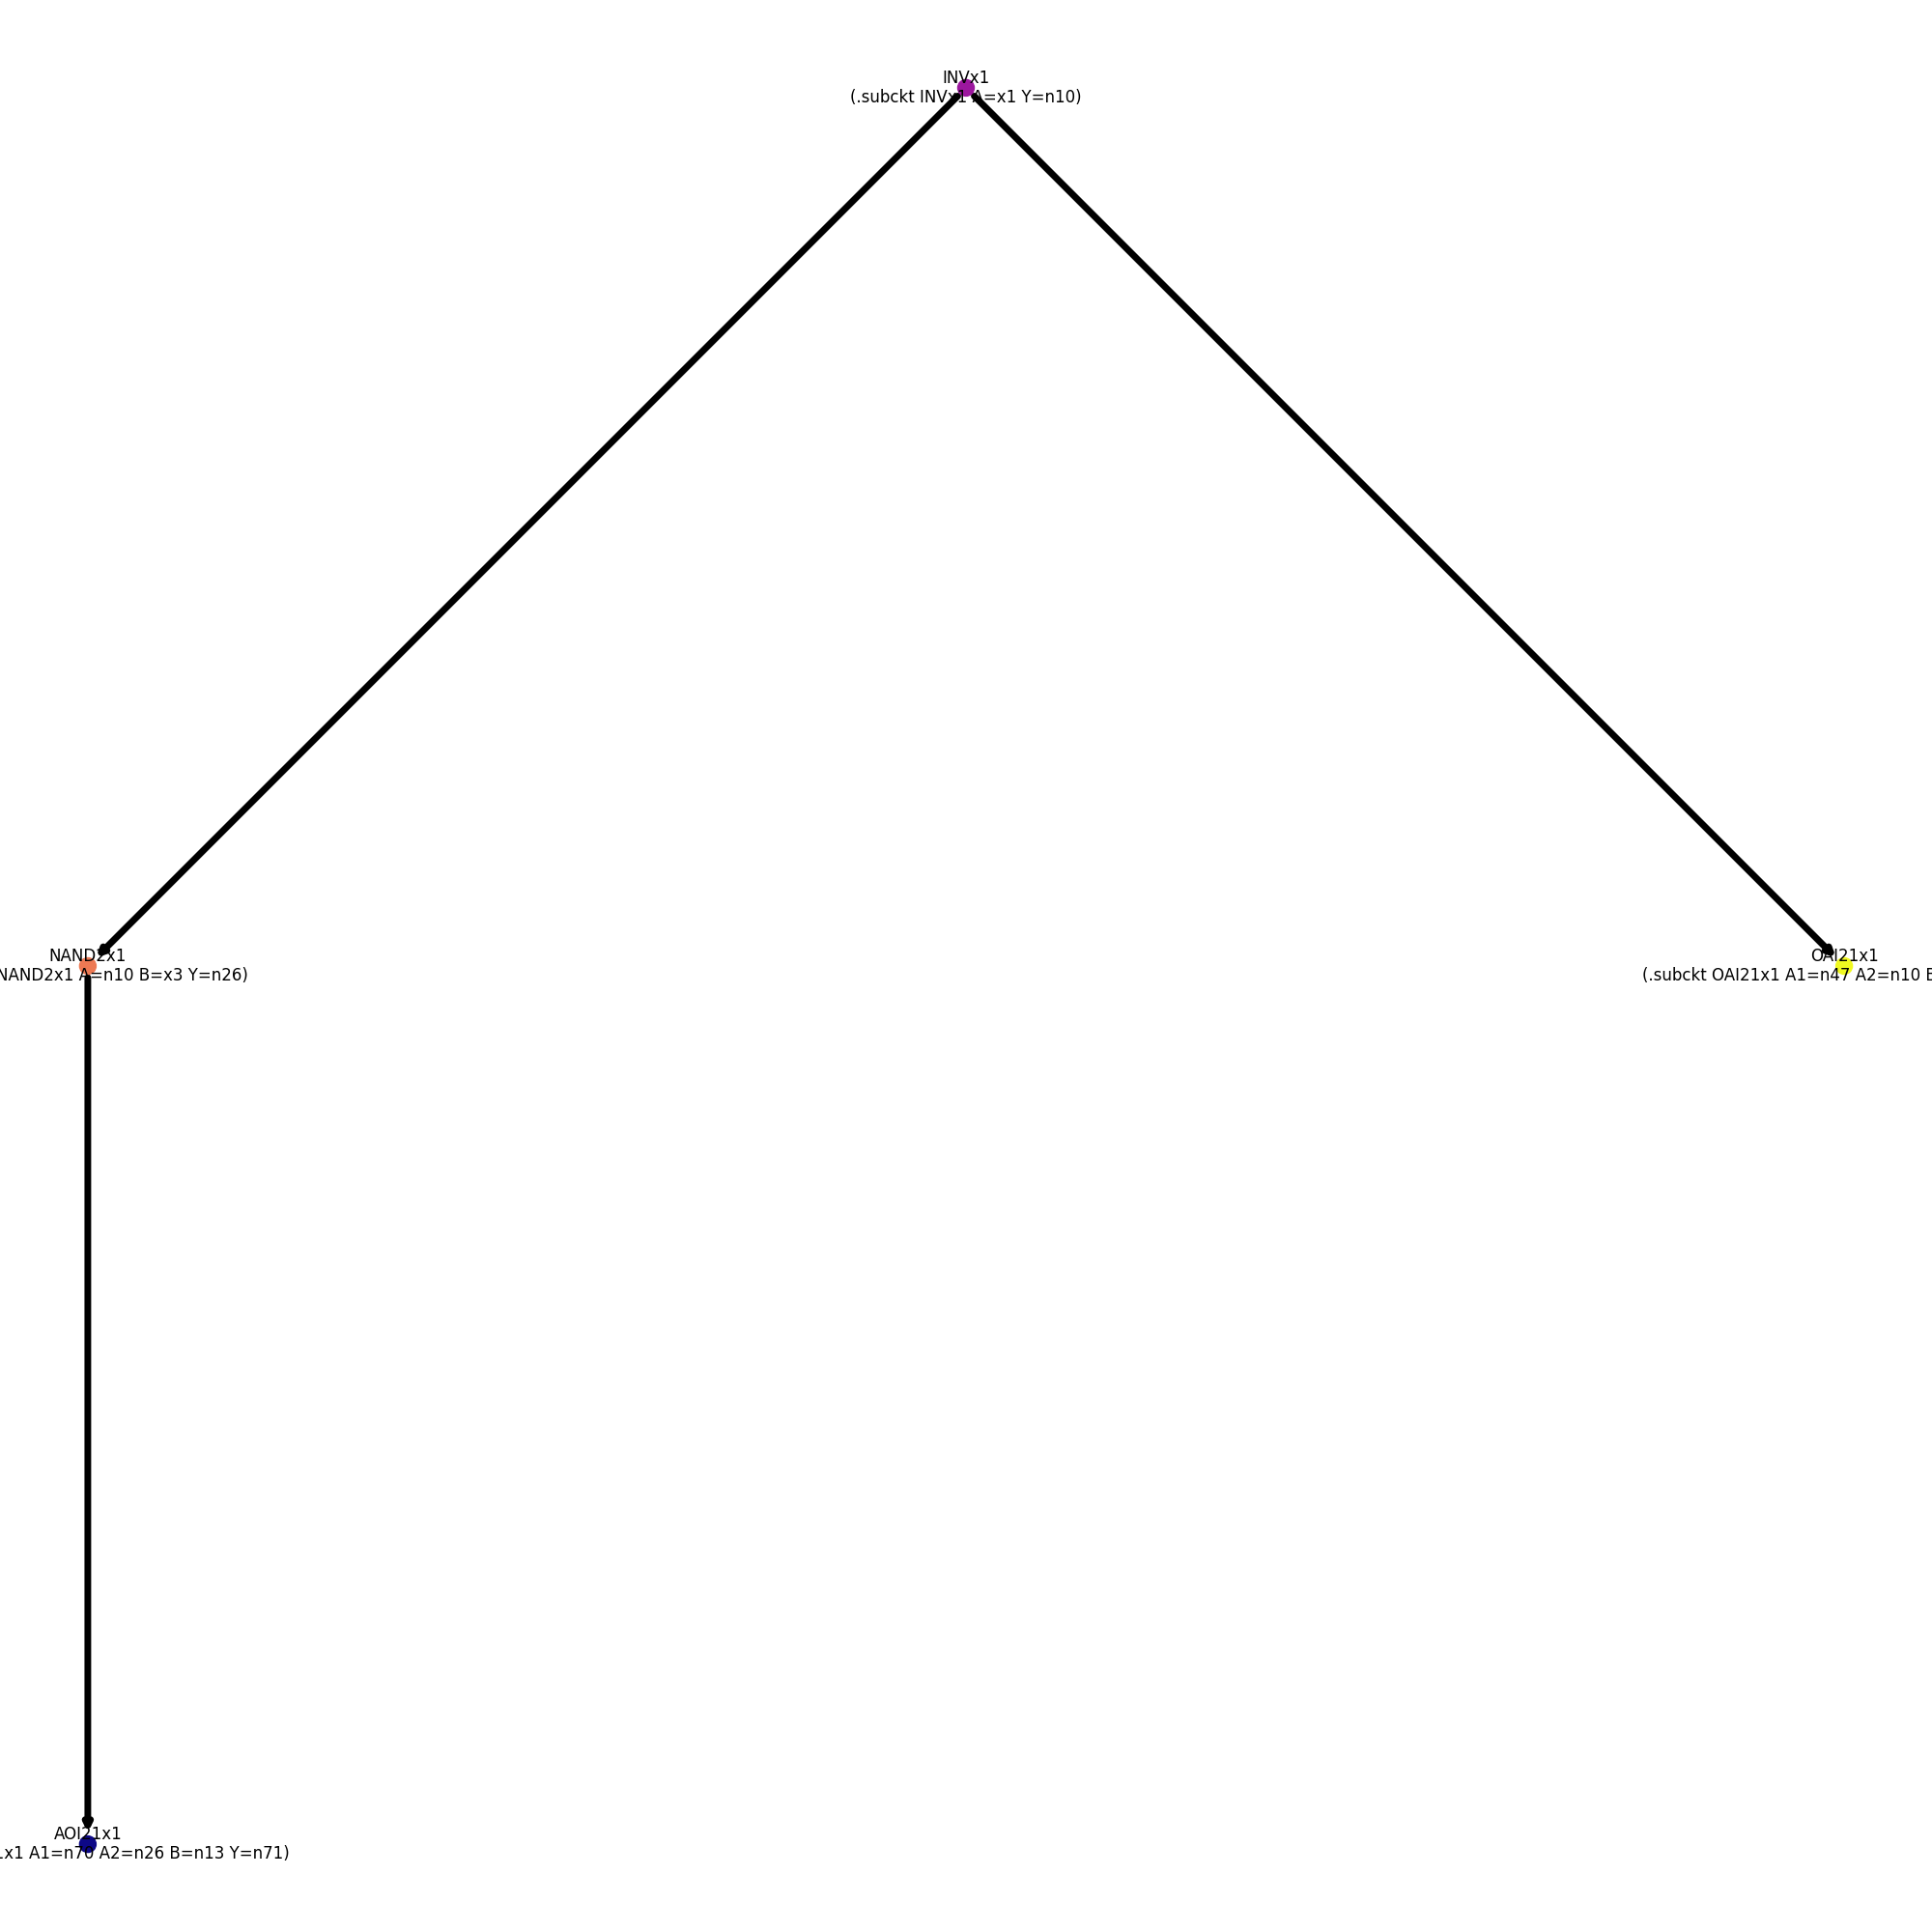 INVx1
(.subckt INVx1 A=x1 Y=n10)
NAND2x1
NAND2x1 A=n10 B=x3 Y=n26)
OAI21x1
(.subckt OAI21x1 A1=n47 A2=n10
AOI21x1
x1 A1=n70 A2=n26 B=n13 Y=n71)